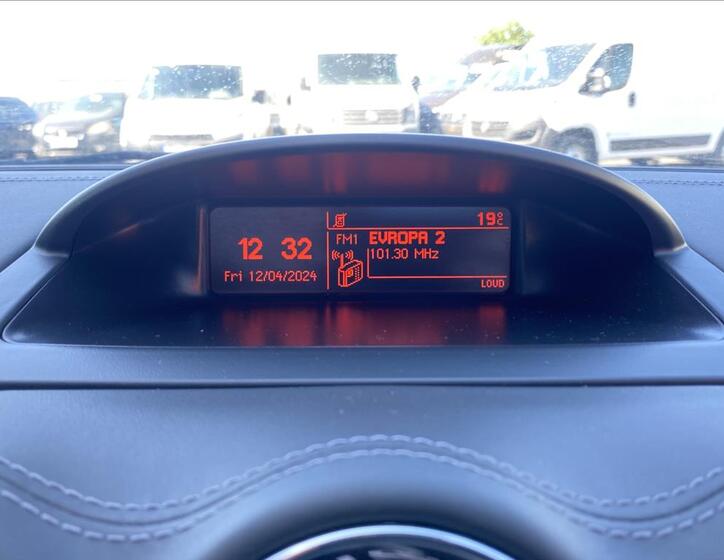 19°C
12 32
FM1 EVROPA 2
101.30 MHz
Fri 12/04/2024
LOUD